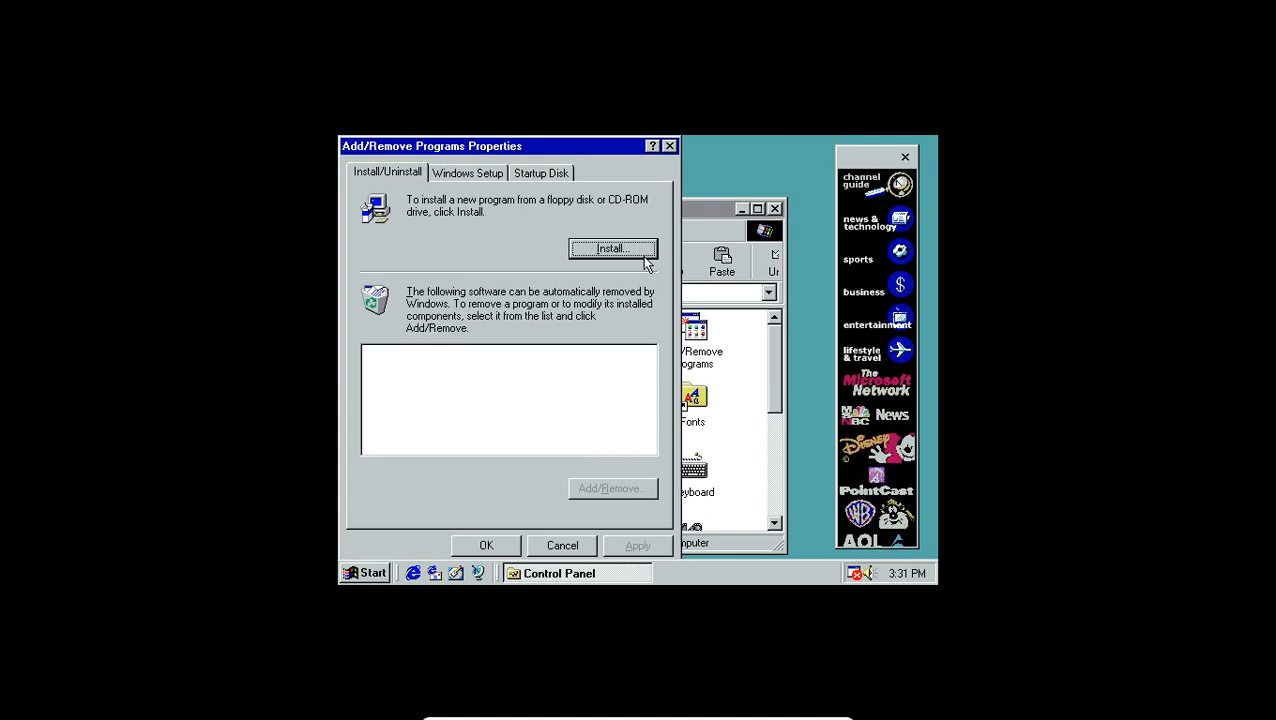 Add/Remove Programs Properties
Install/Uninstall
Windows Setup
Startup Disk
To install a new program from a floppy disk or CD-ROM
drive, click Install.
Install...
The following software can be automatically removed by
Windows. To remove a program or to modify its installed
components, select it from the list and click
Add/Remove.
Add/Remove...
OK
Cancel
Apply
Paste
Ur
/Remove
ograms
Fonts
eyboard
mputer
channel
guide
news &
technology
sports
business
entertainment
lifestyle
& travel
The
Microsoft
Network
MSNBC News
Disney
PointCast
WB
AOL
Start
Control Panel
3:31 PM